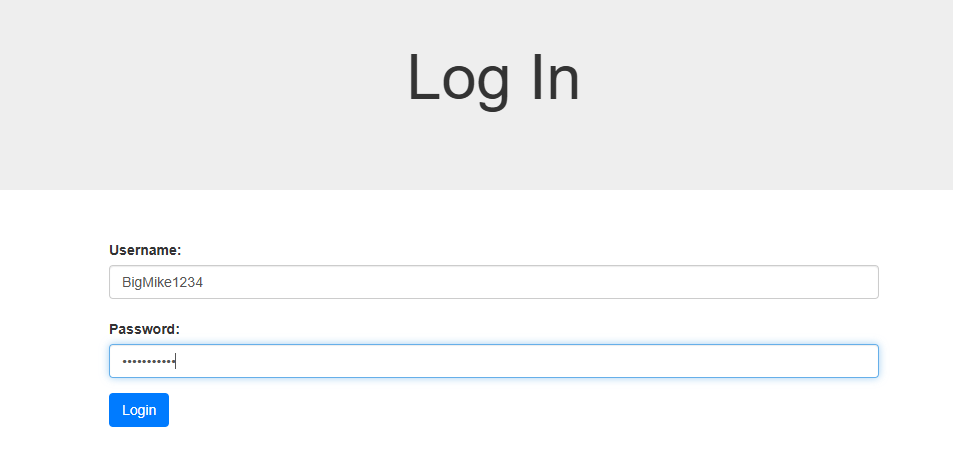 Log In
Username:
BigMike1234
Password:
•••••••••••
Login